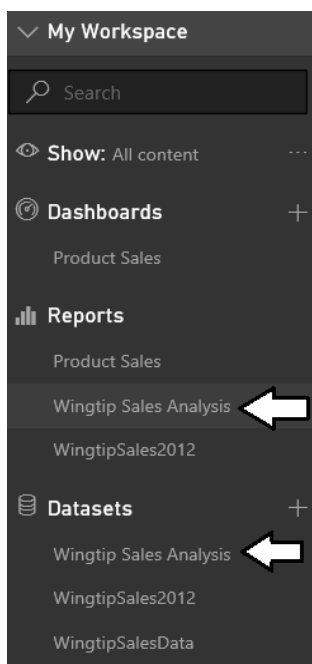 My Workspace
Search
Show: All content
Dashboards
Product Sales
Reports
Product Sales
Wingtip Sales Analysis
WingtipSales2012
Datasets
Wingtip Sales Analysis
WingtipSales2012
WingtipSalesData